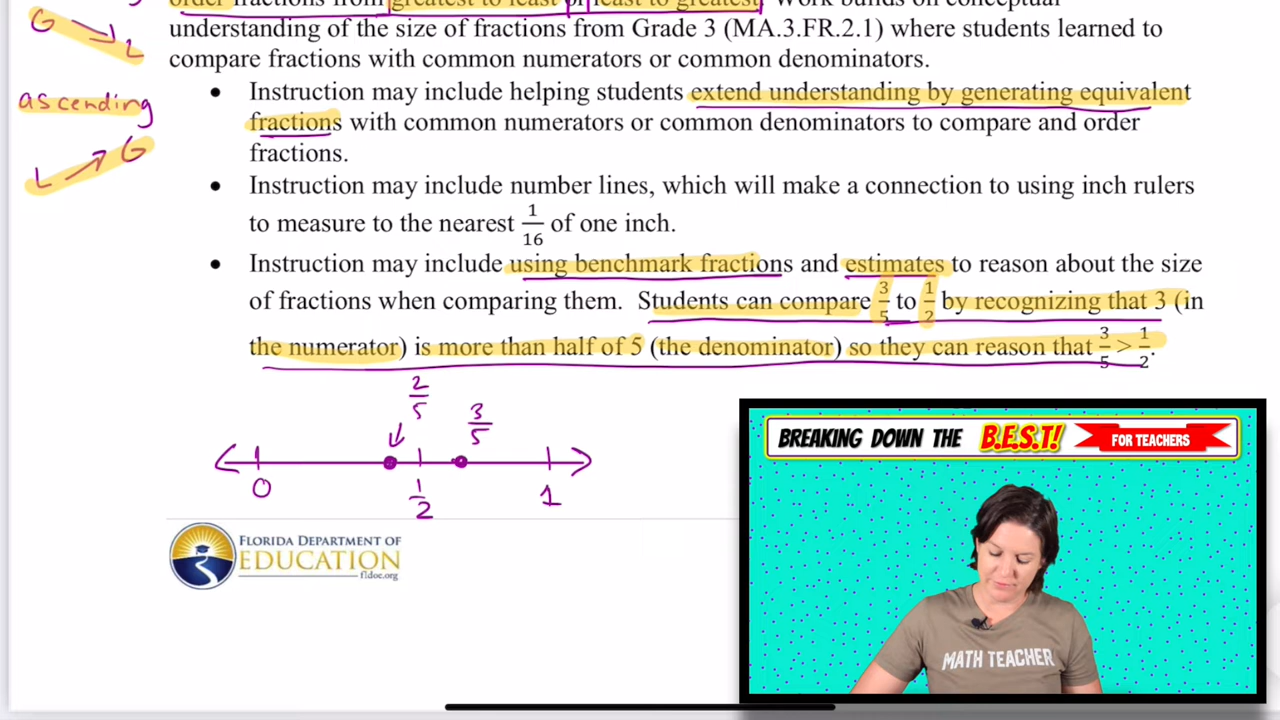 order fractions from greatest to least or least to greatest. Work builds on conceptual
understanding of the size of fractions from Grade 3 (MA.3.FR.2.1) where students learned to
compare fractions with common numerators or common denominators.
G → L
ascending
L → G
• Instruction may include helping students extend understanding by generating equivalent
fractions with common numerators or common denominators to compare and order
fractions.
• Instruction may include number lines, which will make a connection to using inch rulers
to measure to the nearest 1/16 of one inch.
• Instruction may include using benchmark fractions and estimates to reason about the size
of fractions when comparing them. Students can compare 3/5 to 1/2 by recognizing that 3 (in
the numerator) is more than half of 5 (the denominator) so they can reason that 3/5 > 1/2.
2/5
3/5
0
1/2
1
FLORIDA DEPARTMENT OF
EDUCATION
fldoc.org
BREAKING DOWN THE B.E.S.T! FOR TEACHERS
MATH TEACHER